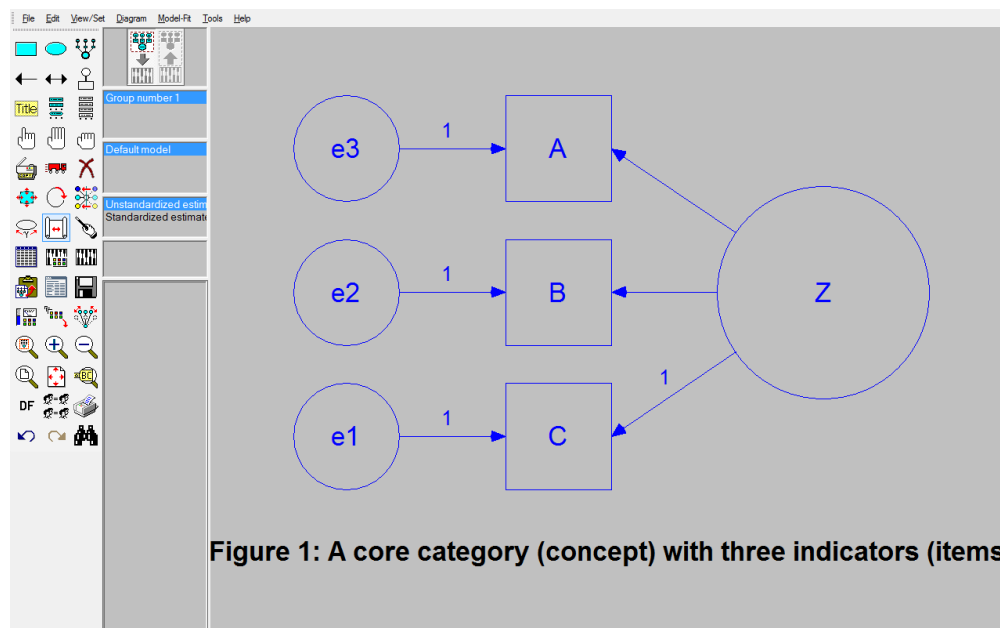 File Edit View/Set Diagram Model-Fit Tools Help
Title
Group number 1
Default model
Unstandardized estim
Standardized estimate
DF
e3 1 A
e2 1 B Z
1
e1 1 C
Figure 1: A core category (concept) with three indicators (items